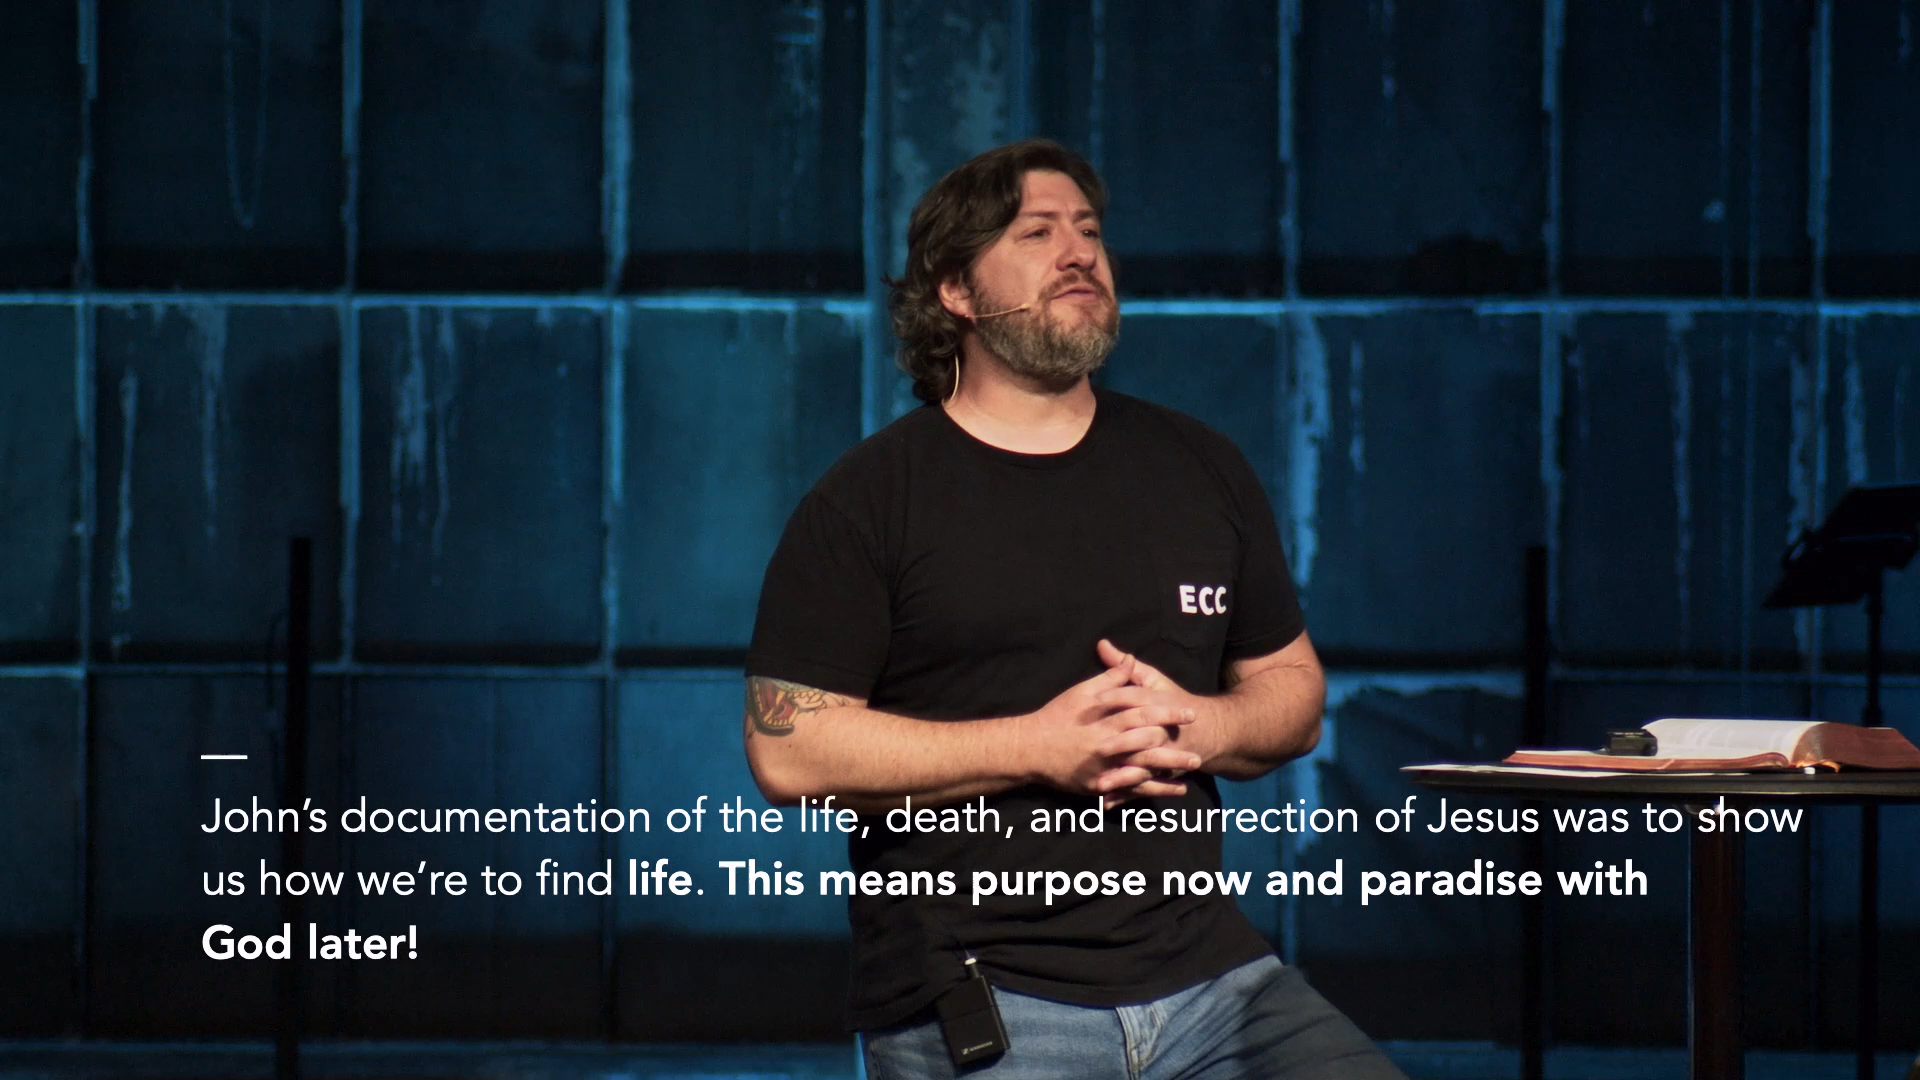 ECC
John’s documentation of the life, death, and resurrection of Jesus was to show
us how we’re to find life. This means purpose now and paradise with
God later!